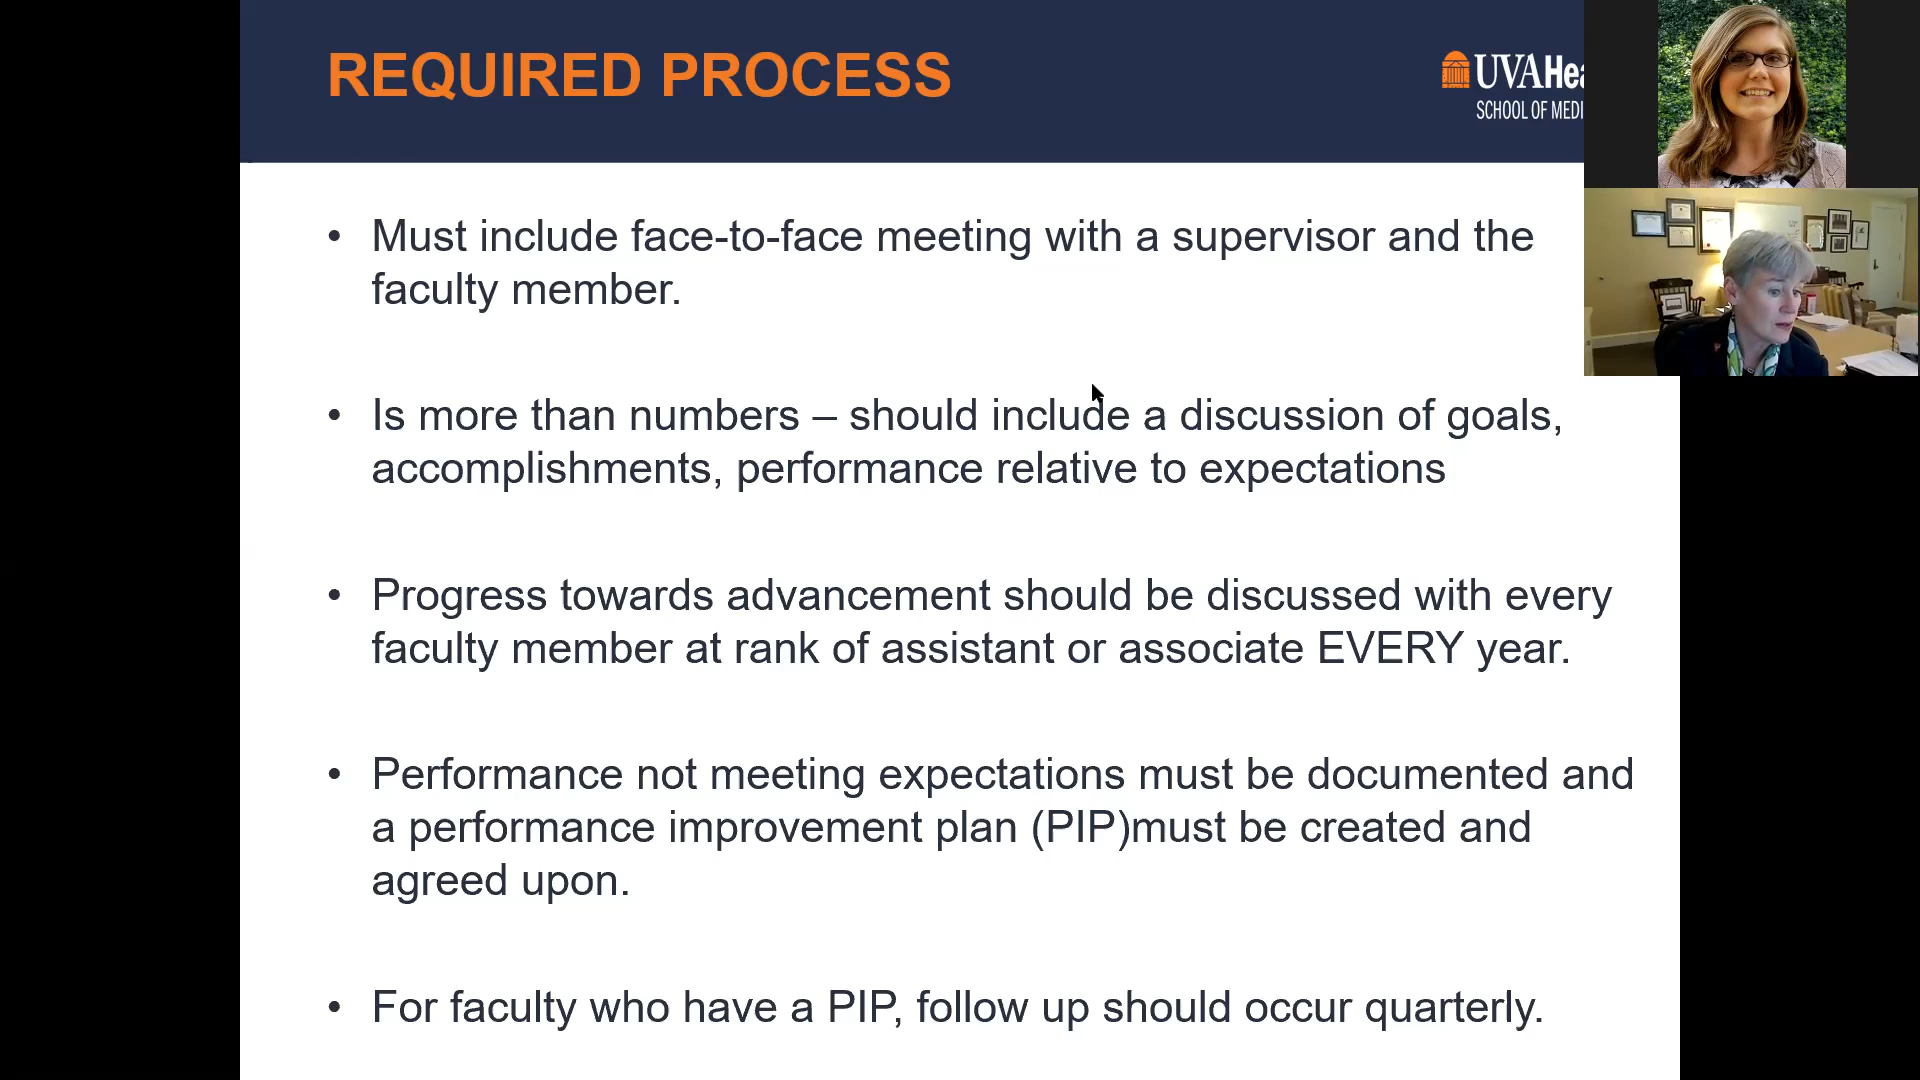 REQUIRED PROCESS
UVAHea
SCHOOL OF MEDI
• Must include face-to-face meeting with a supervisor and the
faculty member.
• Is more than numbers – should include a discussion of goals,
accomplishments, performance relative to expectations
• Progress towards advancement should be discussed with every
faculty member at rank of assistant or associate EVERY year.
• Performance not meeting expectations must be documented and
a performance improvement plan (PIP)must be created and
agreed upon.
• For faculty who have a PIP, follow up should occur quarterly.